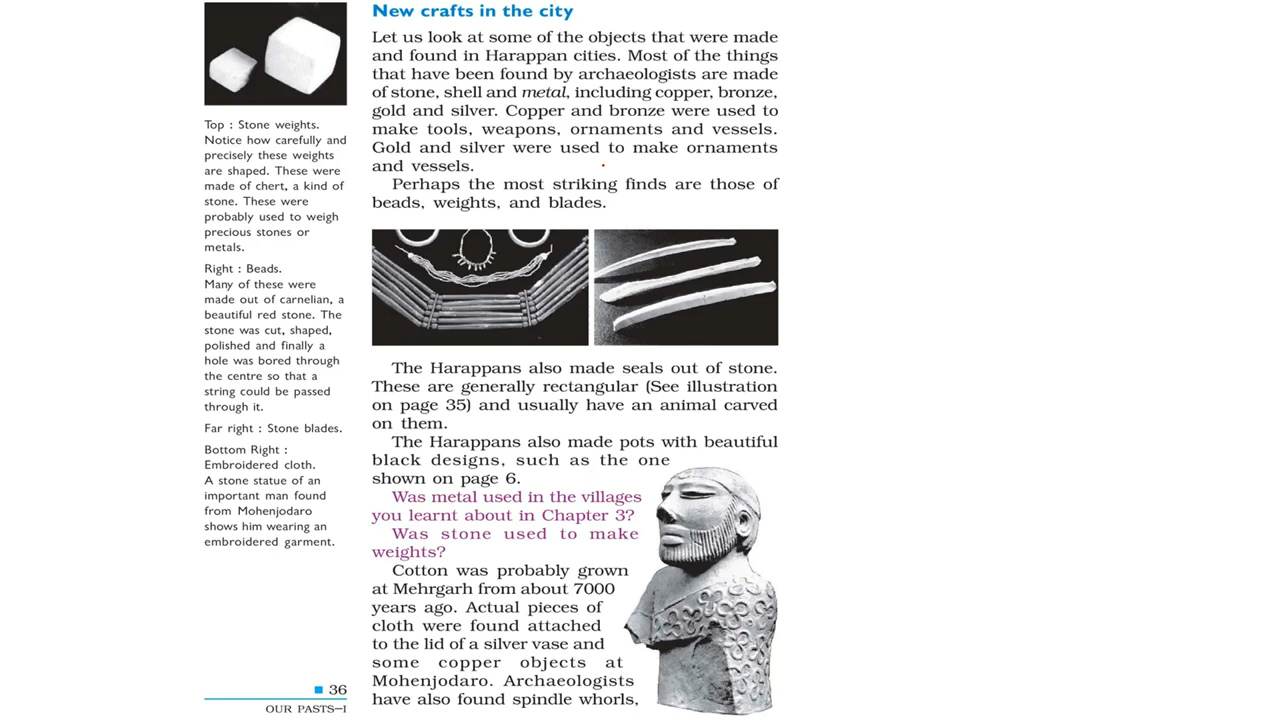 New crafts in the city
Let us look at some of the objects that were made
and found in Harappan cities. Most of the things
that have been found by archaeologists are made
of stone, shell and metal, including copper, bronze,
gold and silver. Copper and bronze were used to
make tools, weapons, ornaments and vessels.
Gold and silver were used to make ornaments
and vessels.
Perhaps the most striking finds are those of
beads, weights, and blades.
Top : Stone weights.
Notice how carefully and
precisely these weights
are shaped. These were
made of chert, a kind of
stone. These were
probably used to weigh
precious stones or
metals.
Right : Beads.
Many of these were
made out of carnelian, a
beautiful red stone. The
stone was cut, shaped,
polished and finally a
hole was bored through
the centre so that a
string could be passed
through it.
Far right : Stone blades.
Bottom Right :
Embroidered cloth.
A stone statue of an
important man found
from Mohenjodaro
shows him wearing an
embroidered garment.
The Harappans also made seals out of stone.
These are generally rectangular (See illustration
on page 35) and usually have an animal carved
on them.
The Harappans also made pots with beautiful
black designs, such as the one
shown on page 6.
Was metal used in the villages
you learnt about in Chapter 3?
Was stone used to make
weights?
Cotton was probably grown
at Mehrgarh from about 7000
years ago. Actual pieces of
cloth were found attached
to the lid of a silver vase and
some copper objects at
Mohenjodaro. Archaeologists
have also found spindle whorls,
36
OUR PASTS–I